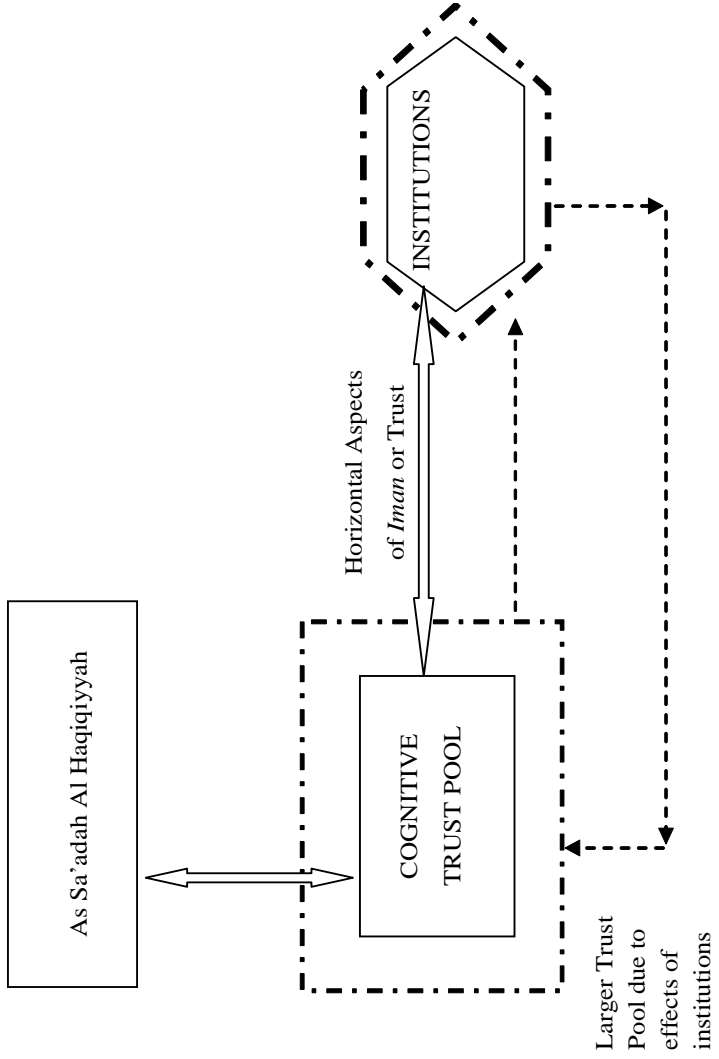 As Sa’adah Al Haqiqiyyah
COGNITIVE
TRUST POOL
Horizontal Aspects
of Iman or Trust
INSTITUTIONS
Larger Trust
Pool due to
effects of
institutions